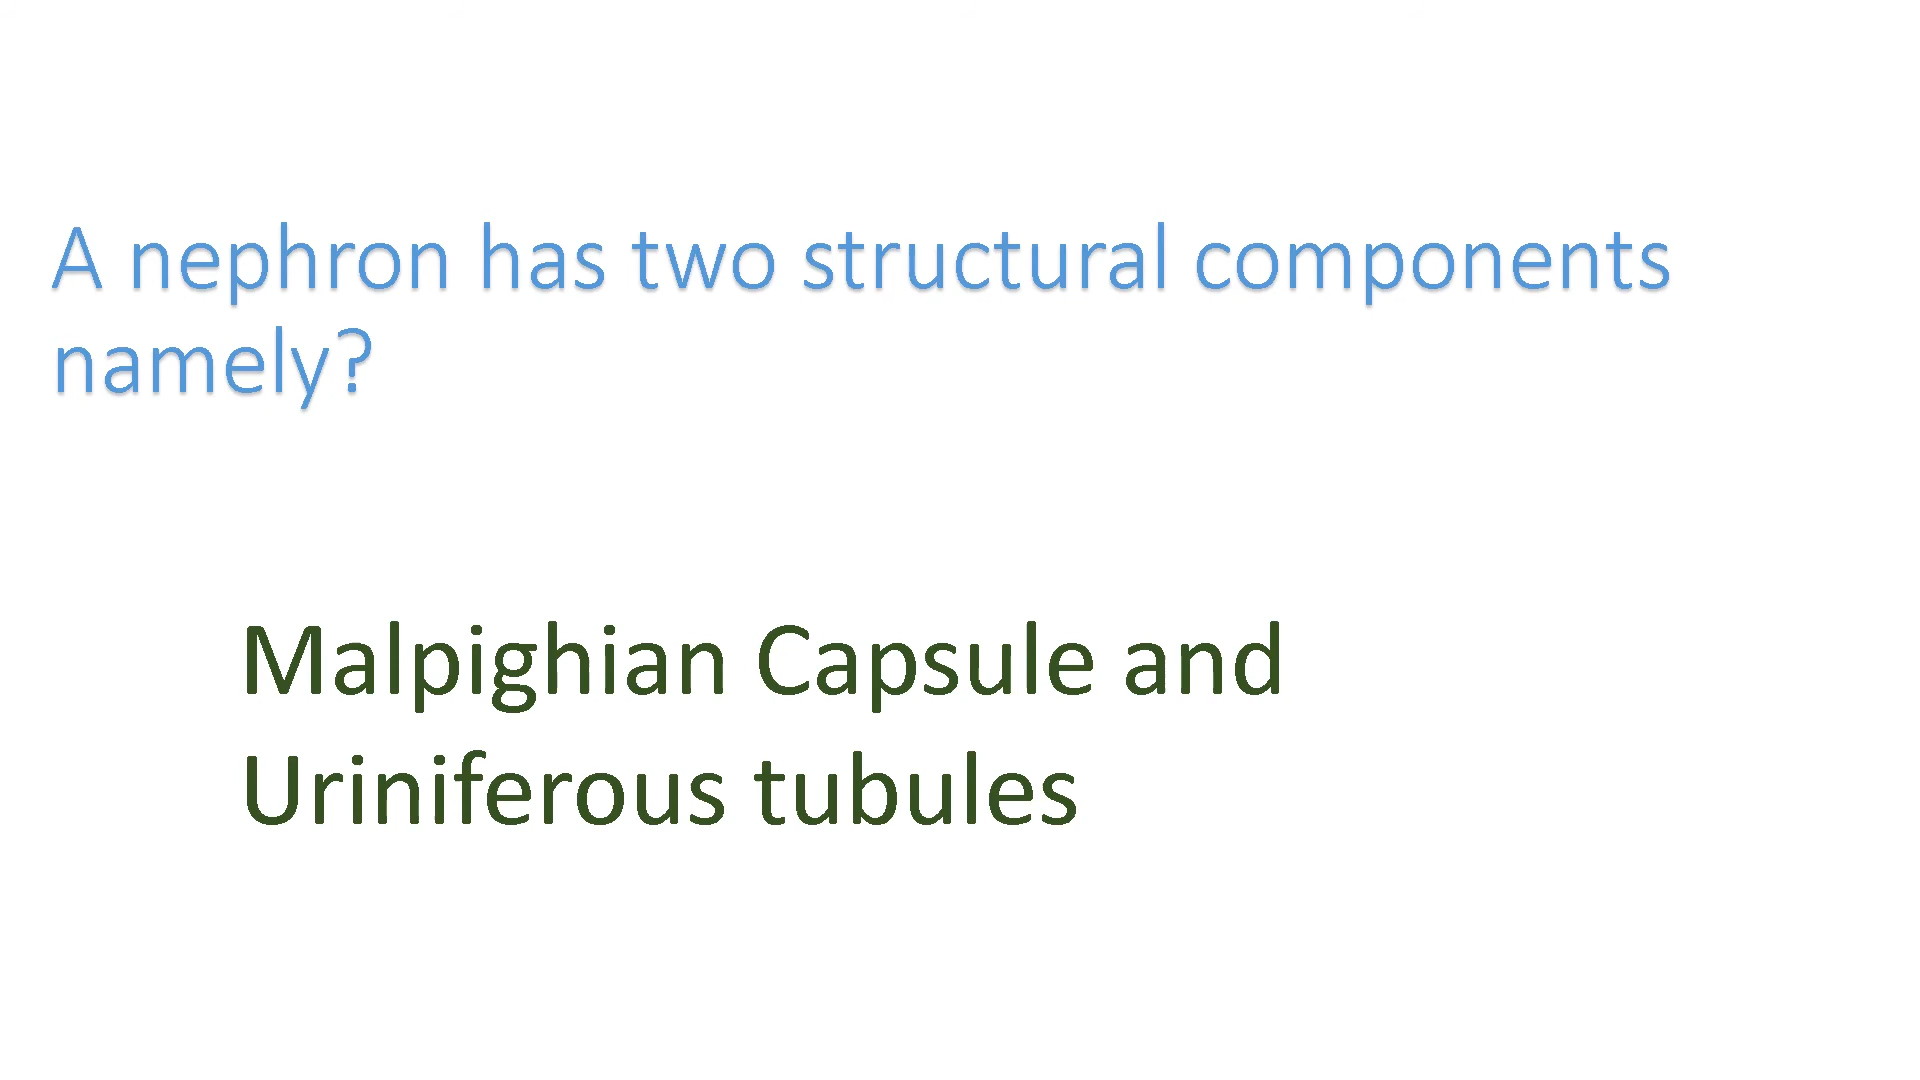 A nephron has two structural components
namely?
Malpighian Capsule and
Uriniferous tubules